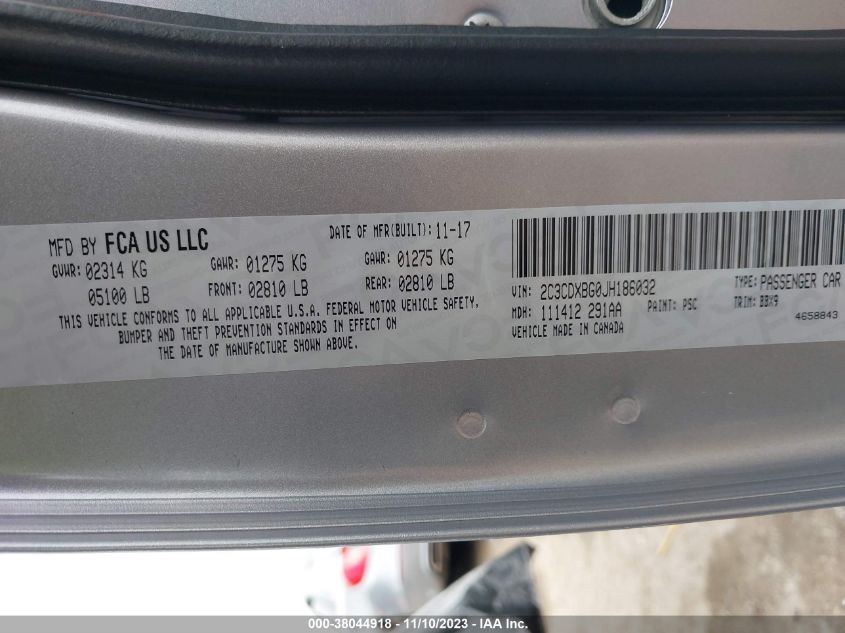 MFD BY FCA US LLC
DATE OF MFR(BUILT): 11-17
GVWR: 02314 KG
GAWR: 01275 KG
GAWR: 01275 KG
05100 LB
FRONT: 02810 LB
REAR: 02810 LB
THIS VEHICLE CONFORMS TO ALL APPLICABLE U.S.A. FEDERAL MOTOR VEHICLE SAFETY,
BUMPER AND THEFT PREVENTION STANDARDS IN EFFECT ON
THE DATE OF MANUFACTURE SHOWN ABOVE.
VIN: 2C3CDXBG0JH186032
TYPE: PASSENGER CAR
MDH: 111412 291AA
PAINT: PSC
TRIM: BBX9
VEHICLE MADE IN CANADA
4658843
000-38044918 - 11/10/2023 - IAA Inc.